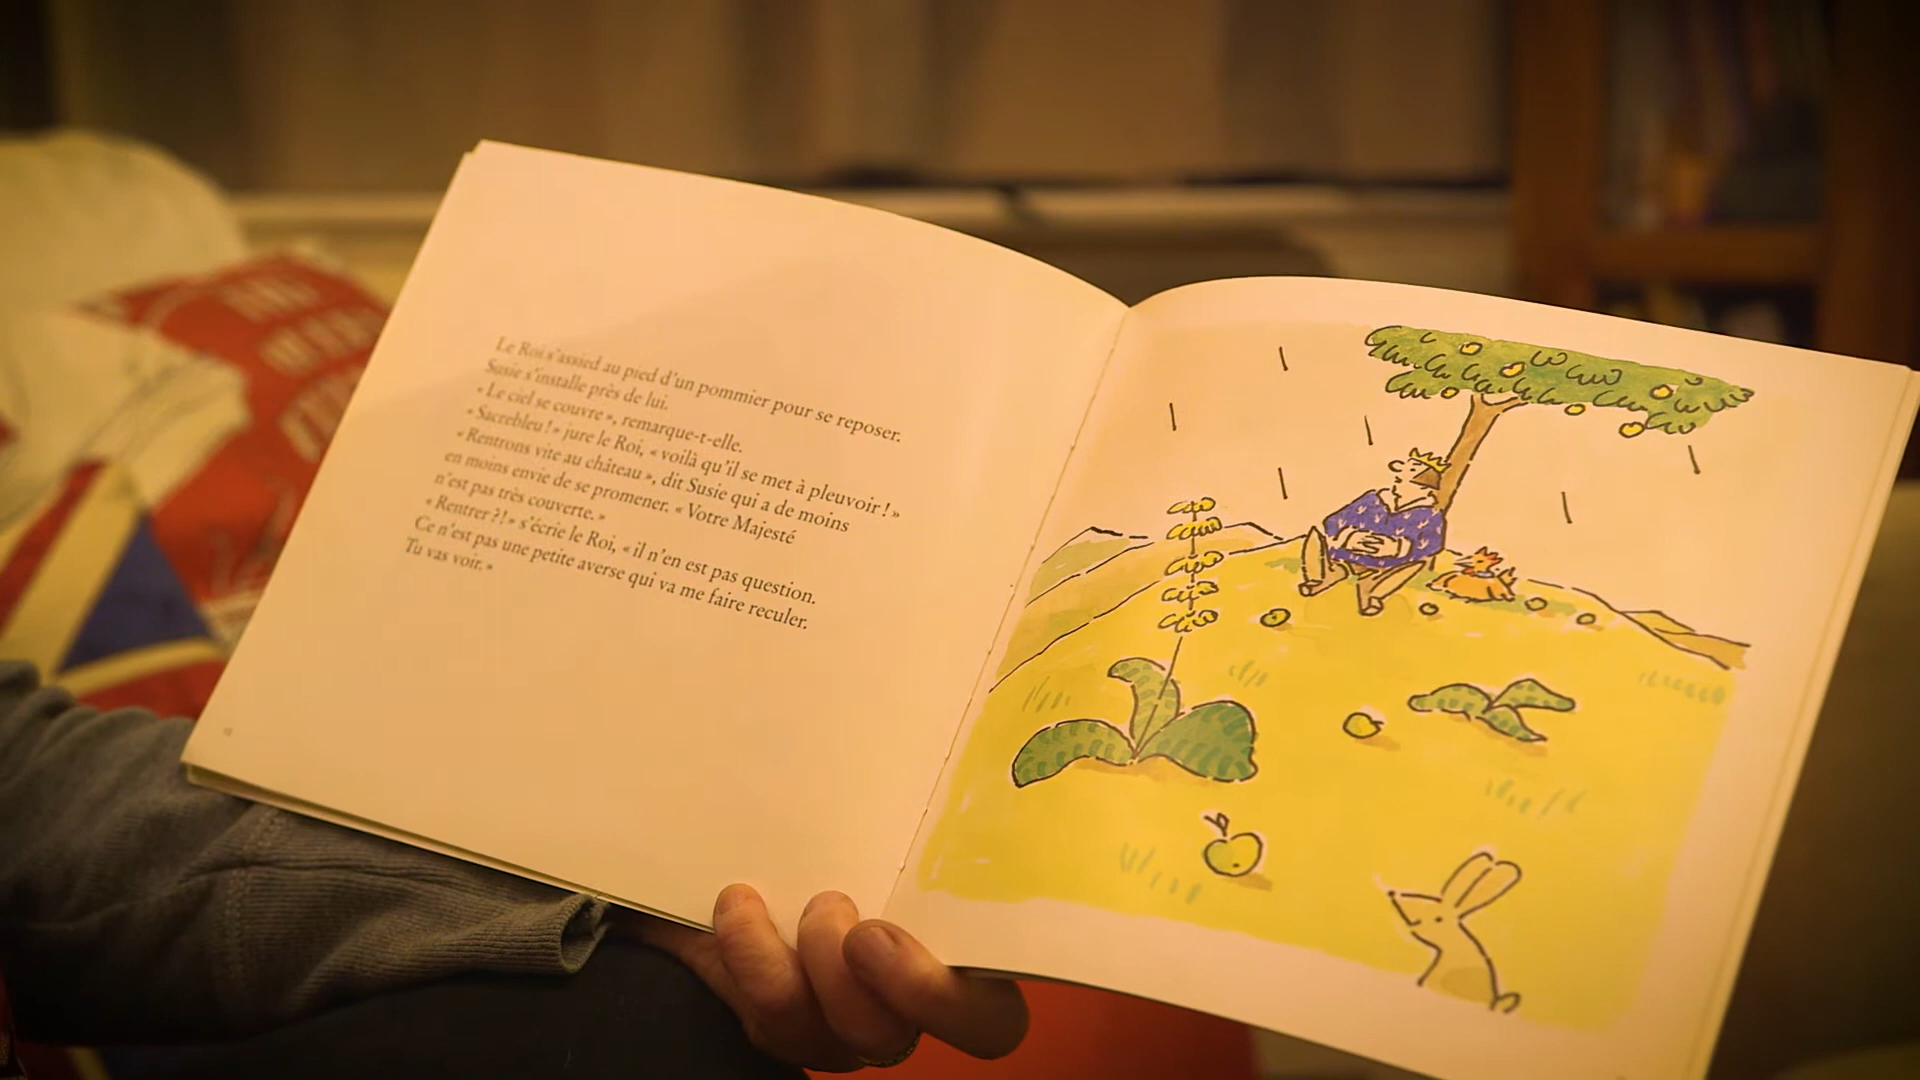 Le Roi s'assied au pied d'un pommier pour se reposer.
Susie s'installe près de lui.
« Le ciel se couvre », remarque-t-elle.
« Sacrebleu ! » jure le Roi, « voilà qu'il se met à pleuvoir ! »
« Rentrons vite au château », dit Susie qui a de moins
en moins envie de se promener. « Votre Majesté
n'est pas très couverte. »
« Rentrer ?! » s'écrie le Roi, « il n'en est pas question.
Ce n'est pas une petite averse qui va me faire reculer.
Tu vas voir. »